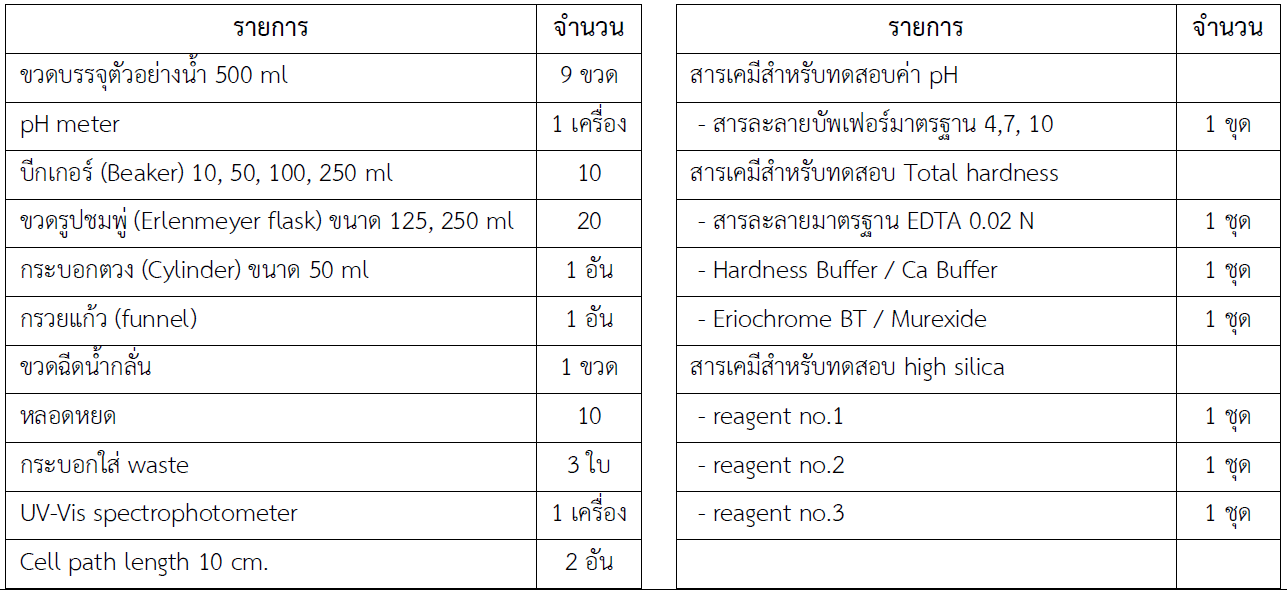 รายการ จำนวน
ขวดบรรจุตัวอย่างน้ำ 500 ml 9 ขวด
pH meter 1 เครื่อง
บีกเกอร์ (Beaker) 10, 50, 100, 250 ml 10
ขวดรูปชมพู่ (Erlenmeyer flask) ขนาด 125, 250 ml 20
กระบอกตวง (Cylinder) ขนาด 50 ml 1 อัน
กรวยแก้ว (funnel) 1 อัน
ขวดฉีดน้ำกลั่น 1 ขวด
หลอดหยด 10
กระบอกใส่ waste 3 ใบ
UV-Vis spectrophotometer 1 เครื่อง
Cell path length 10 cm. 2 อัน
รายการ จำนวน
สารเคมีสำหรับทดสอบค่า pH
- สารละลายบัพเฟอร์มาตรฐาน 4,7, 10 1 ขุด
สารเคมีสำหรับทดสอบ Total hardness
- สารละลายมาตรฐาน EDTA 0.02 N 1 ชุด
- Hardness Buffer / Ca Buffer 1 ชุด
- Eriochrome BT / Murexide 1 ชุด
สารเคมีสำหรับทดสอบ high silica
- reagent no.1 1 ชุด
- reagent no.2 1 ชุด
- reagent no.3 1 ชุด